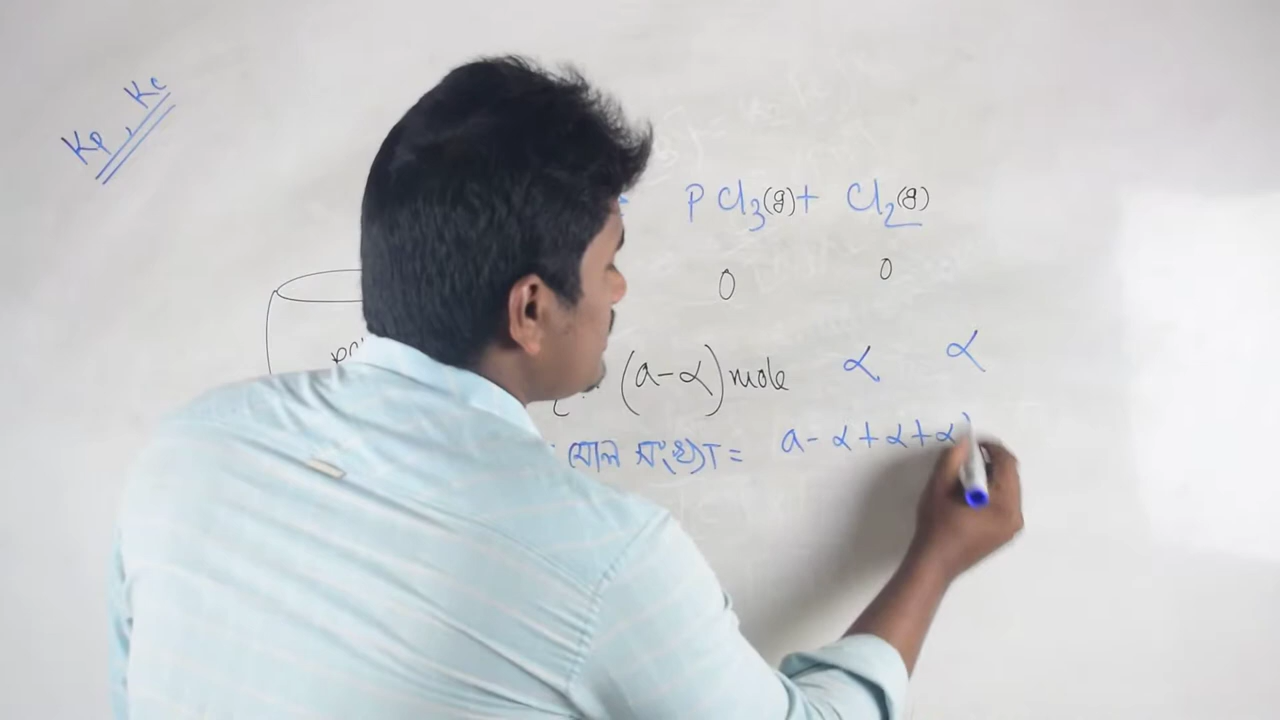 Kp, Kc
PCl3(g) + Cl2(g)
0 0
(a-α) mole α α
মোল সংখ্যা = a-α+α+α